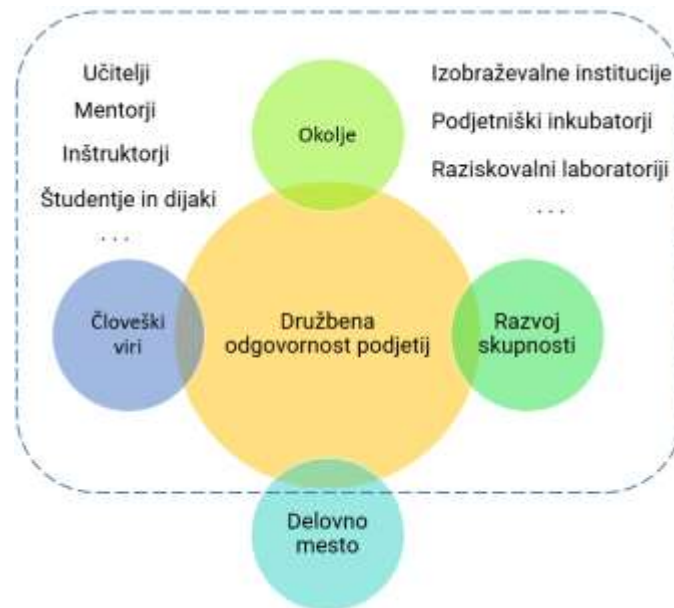 Učitelji
Mentorji
Inštruktorji
Študentje in dijaki
. . .
Okolje
Izobraževalne institucije
Podjetniški inkubatorji
Raziskovalni laboratoriji
. . .
Človeški
viri
Družbena
odgovornost podjetij
Razvoj
skupnosti
Delovno
mesto